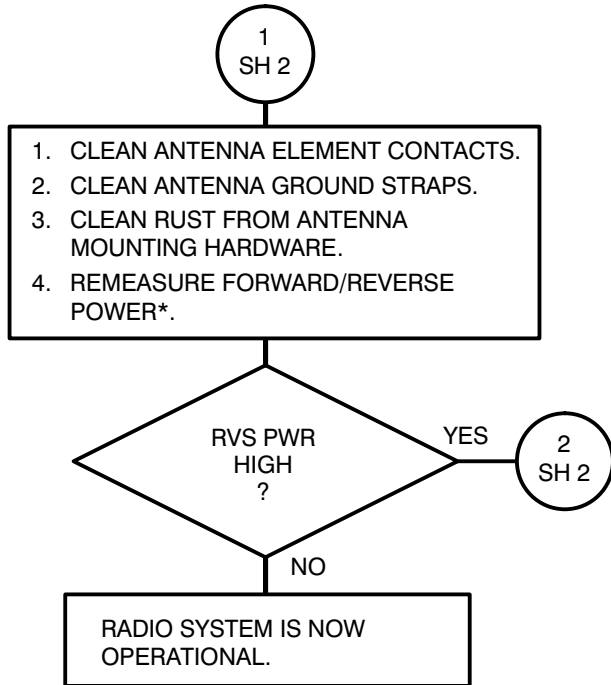 1
SH 2
1. CLEAN ANTENNA ELEMENT CONTACTS.
2. CLEAN ANTENNA GROUND STRAPS.
3. CLEAN RUST FROM ANTENNA
MOUNTING HARDWARE.
4. REMEASURE FORWARD/REVERSE
POWER*.
RVS PWR
HIGH
?
YES
2
SH 2
NO
RADIO SYSTEM IS NOW
OPERATIONAL.